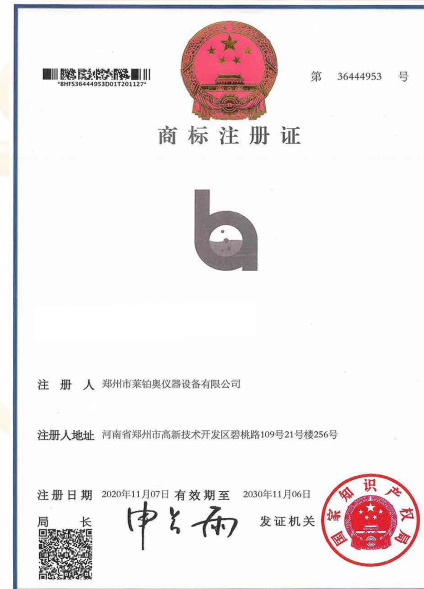 *BHFS36444953D01T201127*
第 36444953 号
商标注册证
ba
注册人 郑州市莱铂奥仪器设备有限公司
注册人地址 河南省郑州市高新技术开发区碧桃路109号21号楼256号
注册日期 2020年11月07日 有效期至 2030年11月06日
局长 申长雨 发证机关
国家知识产权局